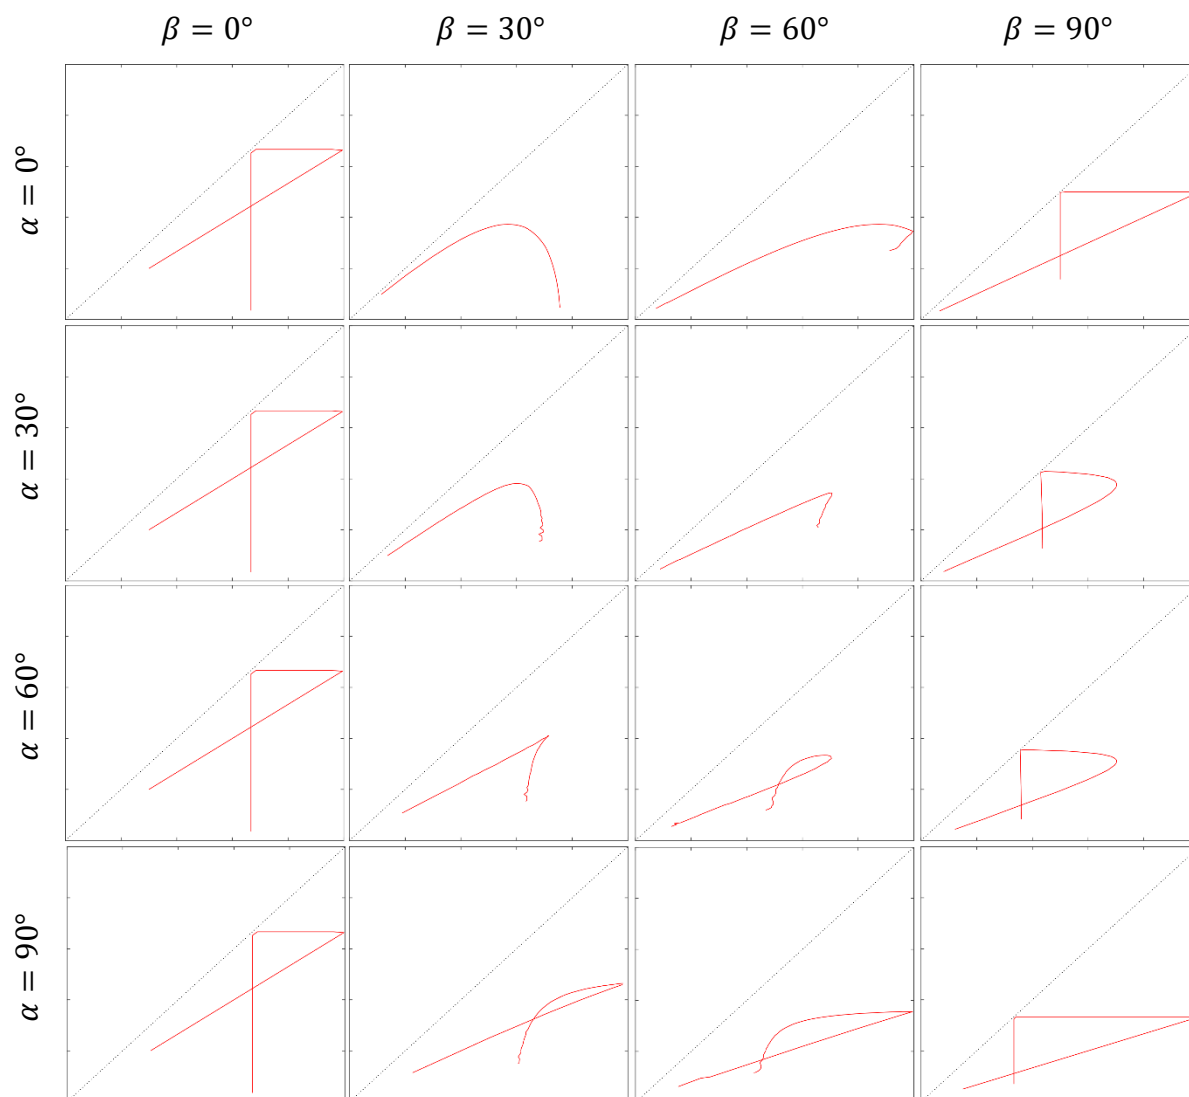 β = 0° β = 30° β = 60° β = 90°
α = 0°
α = 30°
α = 60°
α = 90°